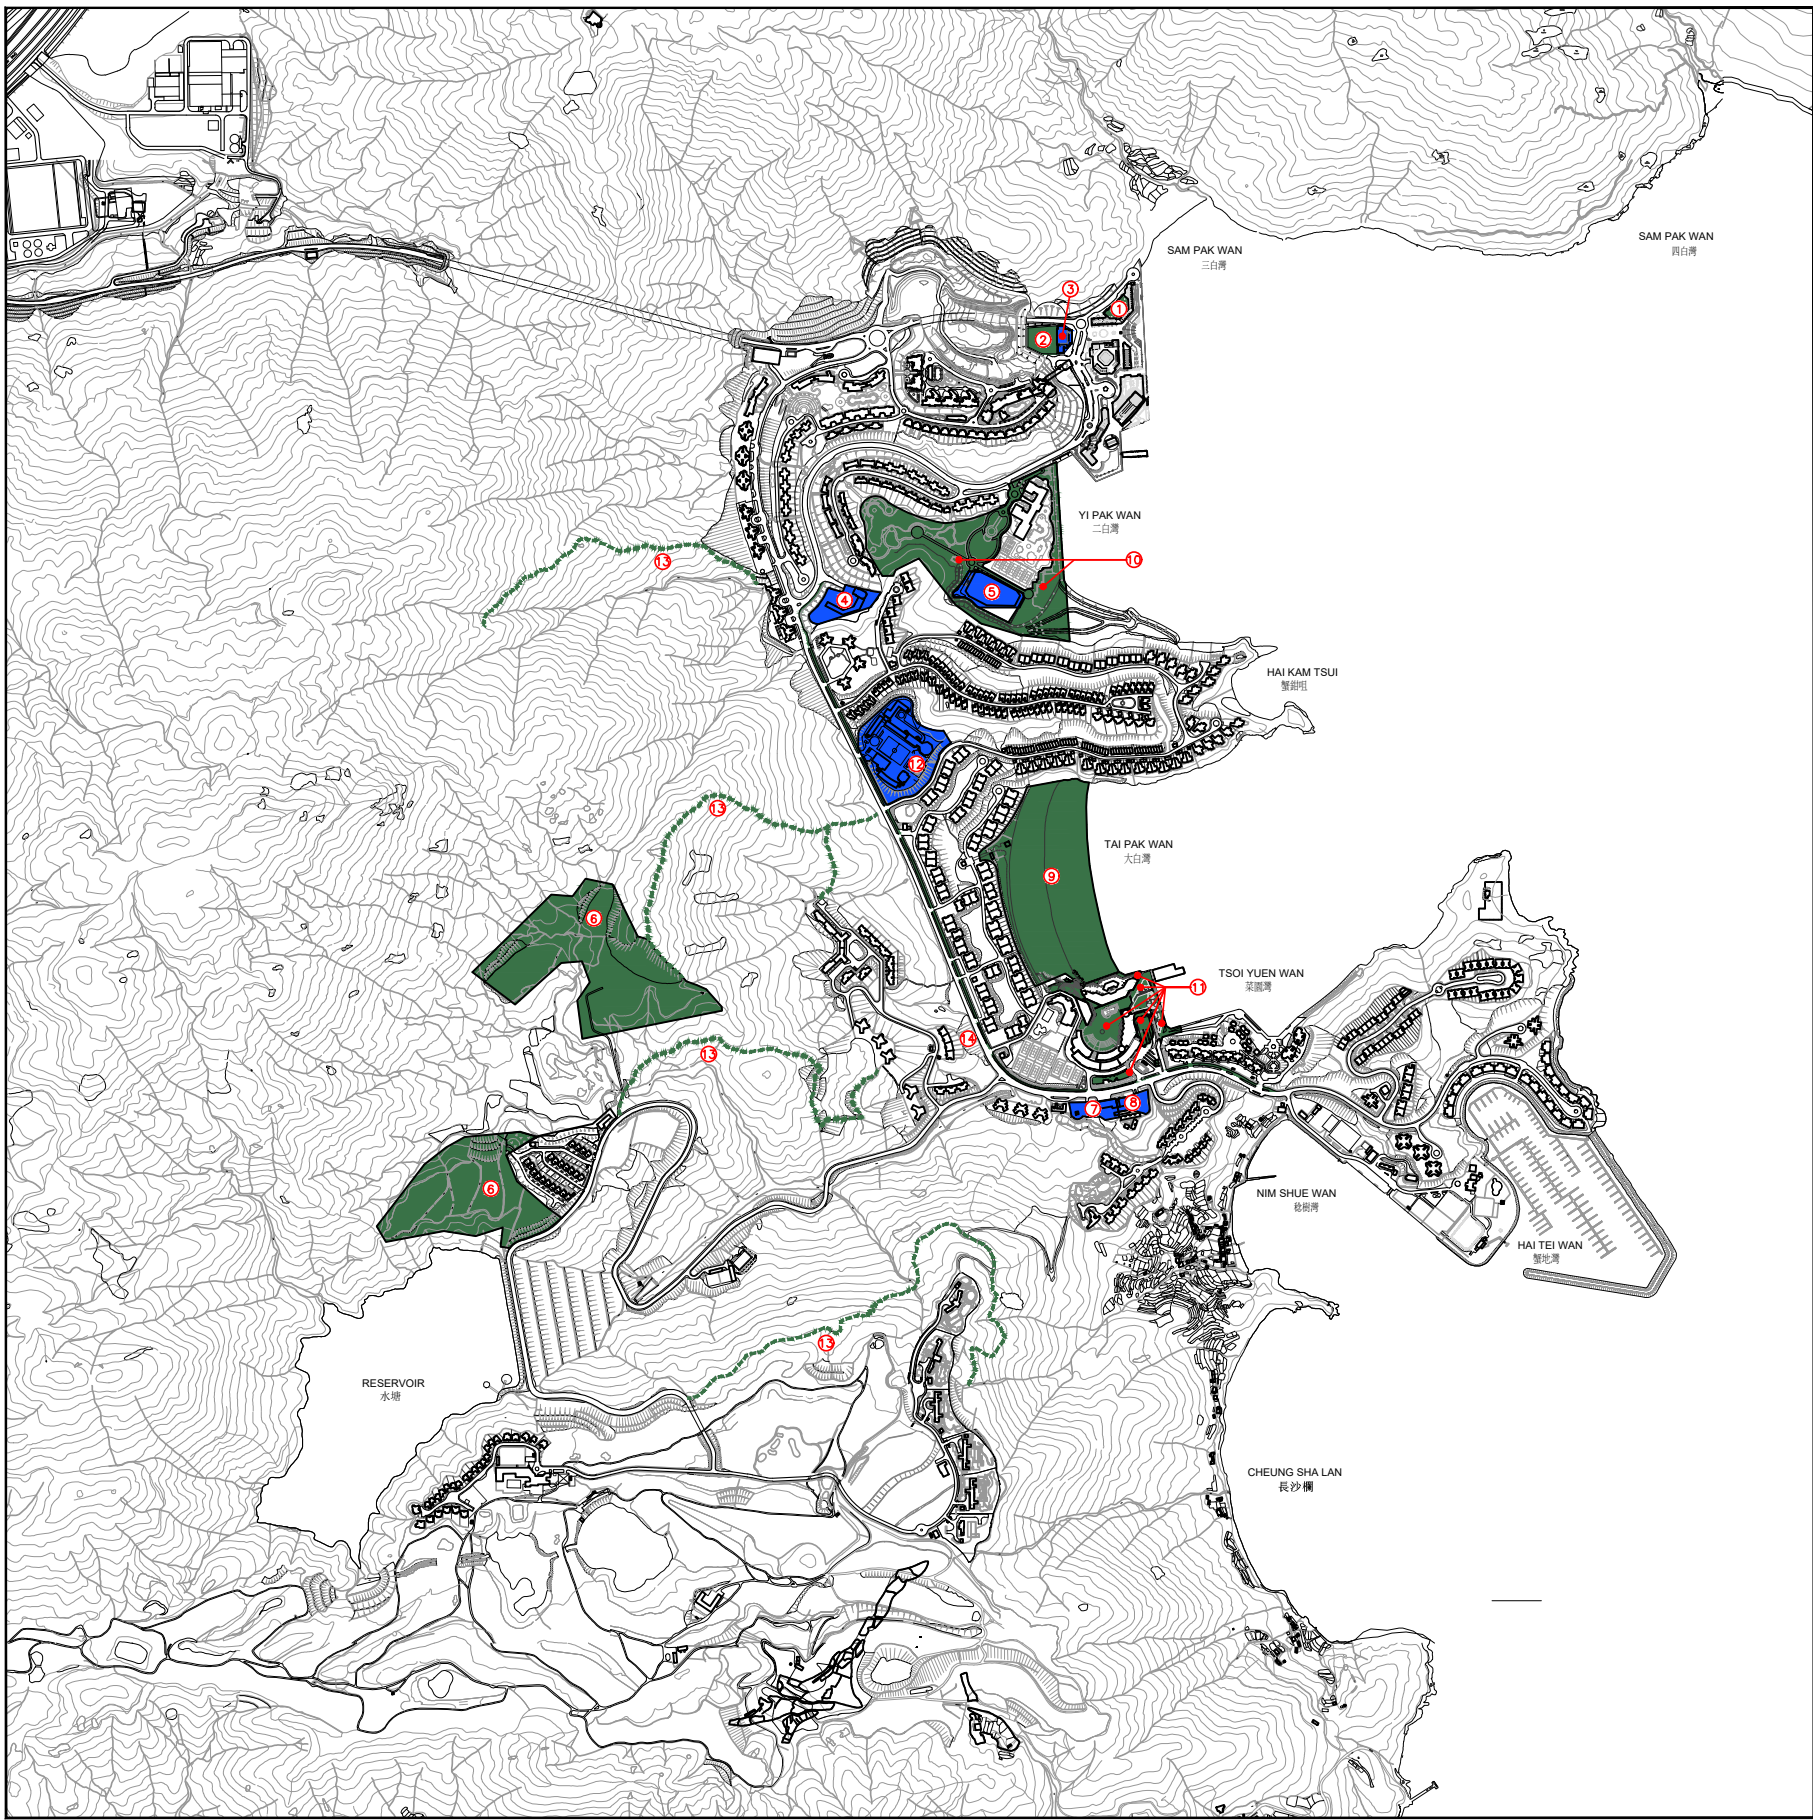 SAM PAK WAN
三白灣
SAM PAK WAN
四白灣
3
1
2
YI PAK WAN
二白灣
13
10
4
5
HAI KAM TSUI
蟹鉗咀
12
13
TAI PAK WAN
大白灣
9
6
TSOI YUEN WAN
菜園灣
11
14
13
7
8
6
NIM SHUE WAN
稔樹灣
HAI TEI WAN
蟹地灣
13
RESERVOIR
水塘
CHEUNG SHA LAN
長沙欄